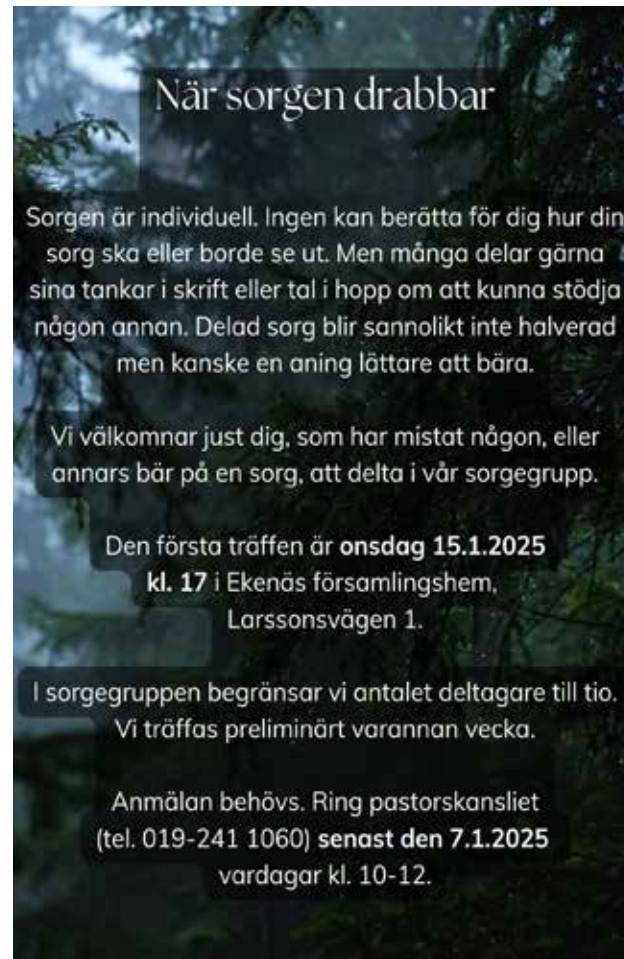 När sorgen drabbar
Sorgen är individuell. Ingen kan berätta för dig hur din
sorg ska eller borde se ut. Men många delar gärna
sina tankar i skrift eller tal i hopp om att kunna stödja
någon annan. Delad sorg blir sannolikt inte halverad
men kanske en aning lättare att bära.
Vi välkomnar just dig, som har mistat någon, eller
annars bär på en sorg, att delta i vår sorgegrupp.
Den första träffen är onsdag 15.1.2025
kl. 17 i Ekenäs församlingshem,
Larssonsvägen 1.
I sorgegruppen begränsar vi antalet deltagare till tio.
Vi träffas preliminärt varannan vecka.
Anmälan behövs. Ring pastorskansliet
(tel. 019-241 1060) senast den 7.1.2025
vardagar kl. 10-12.